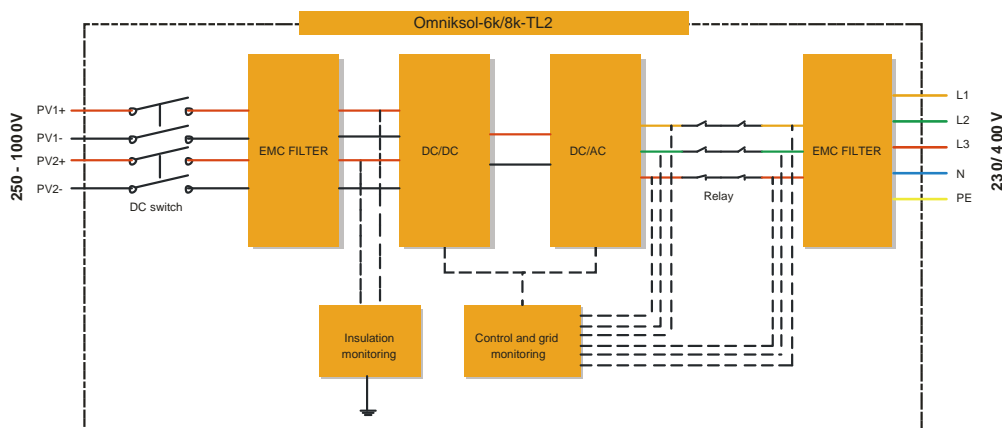 Omniksol-6k/8k-TL2
250 - 1000V
PV1+
PV1-
PV2+
PV2-
DC switch
EMC FILTER
DC/DC
DC/AC
Relay
EMC FILTER
L1
L2
L3
N
PE
230/ 400V
Insulation
monitoring
Control and grid
monitoring